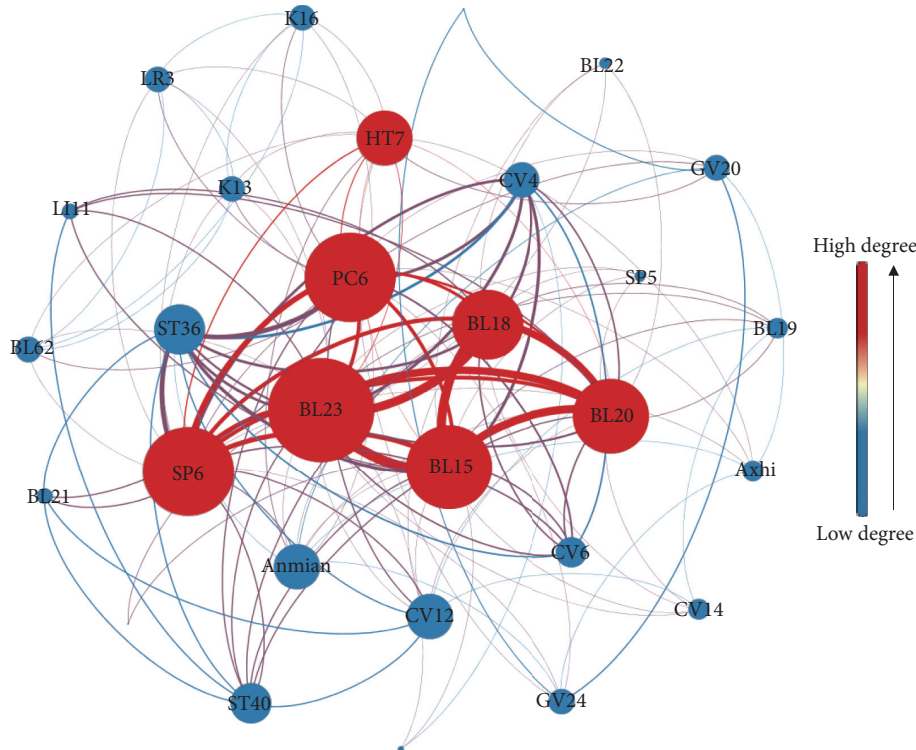 K16
BL22
LR3
HT7
GV20
CV4
K13
LI11
High degree
PC6
SP5
BL18
BL19
ST36
BL62
BL23
BL20
BL15
SP6
Axhi
BL21
Low degree
CV6
Anmian
CV14
CV12
GV24
ST40